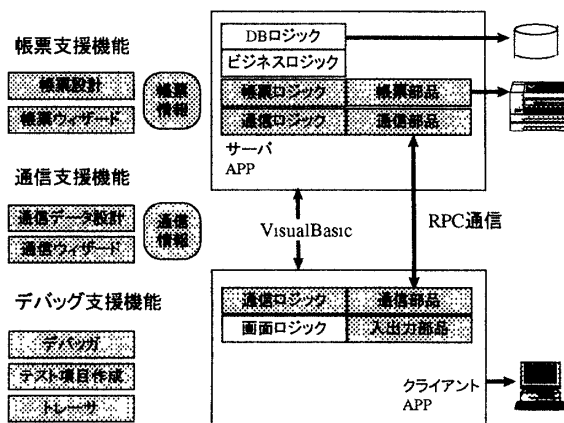 帳票支援機能
帳票設計
帳票ウィザード
帳票
情報
通信支援機能
通信データ設計
通信ウィザード
通信
情報
デバッグ支援機能
デバッガ
テスト項目作成
トレーサ
DBロジック
ビジネスロジック
帳票ロジック 帳票部品
通信ロジック 通信部品
サーバ
APP
VisualBasic
RPC通信
通信ロジック 通信部品
画面ロジック 入出力部品
クライアント
APP